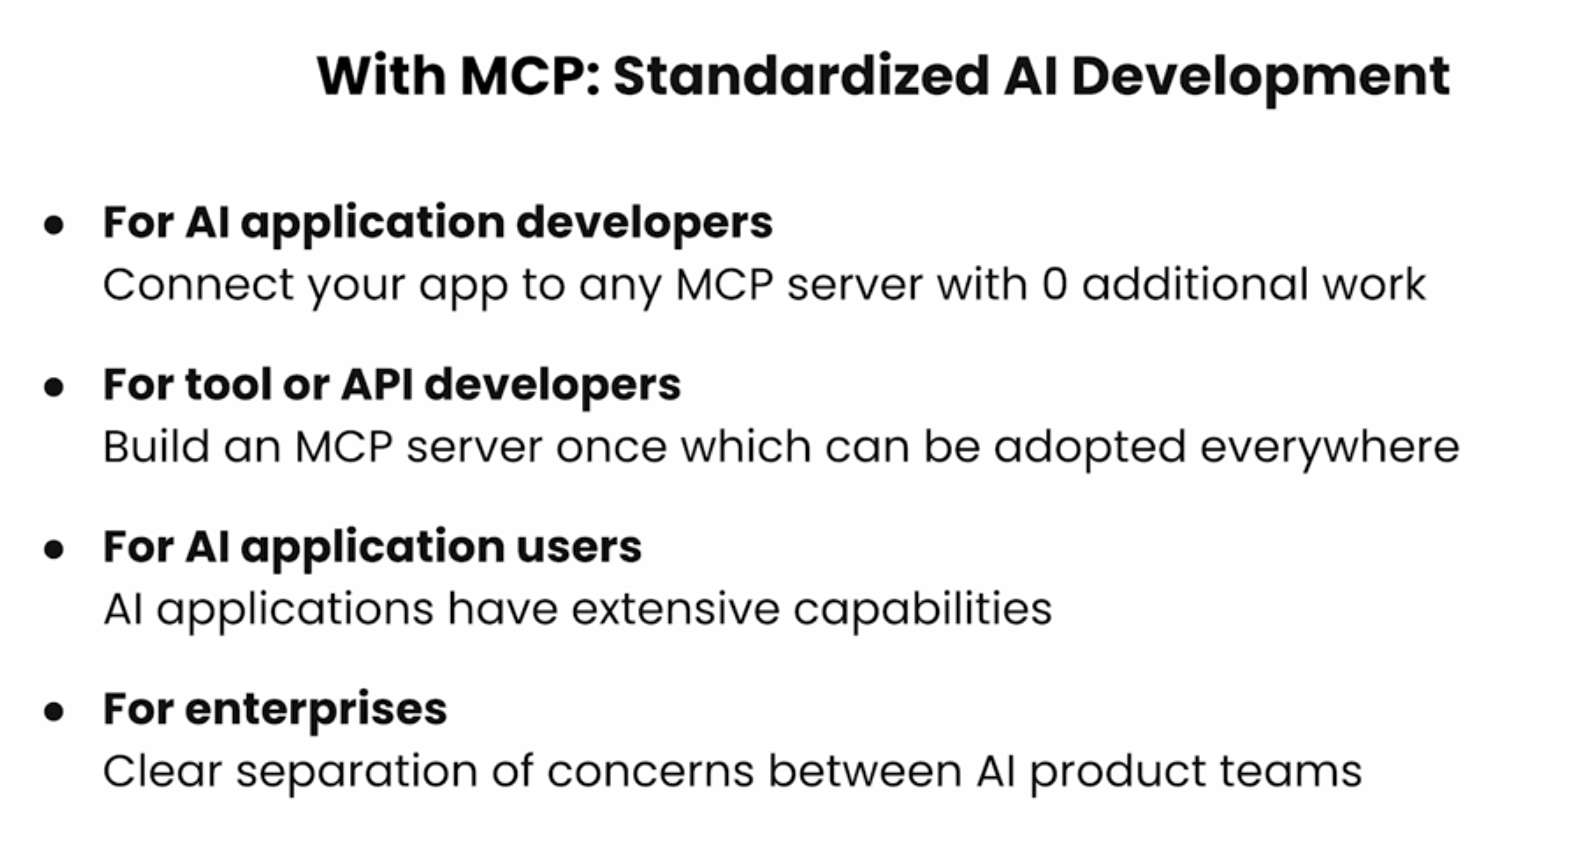 With MCP: Standardized AI Development
● For AI application developers
Connect your app to any MCP server with 0 additional work
● For tool or API developers
Build an MCP server once which can be adopted everywhere
● For AI application users
AI applications have extensive capabilities
● For enterprises
Clear separation of concerns between AI product teams